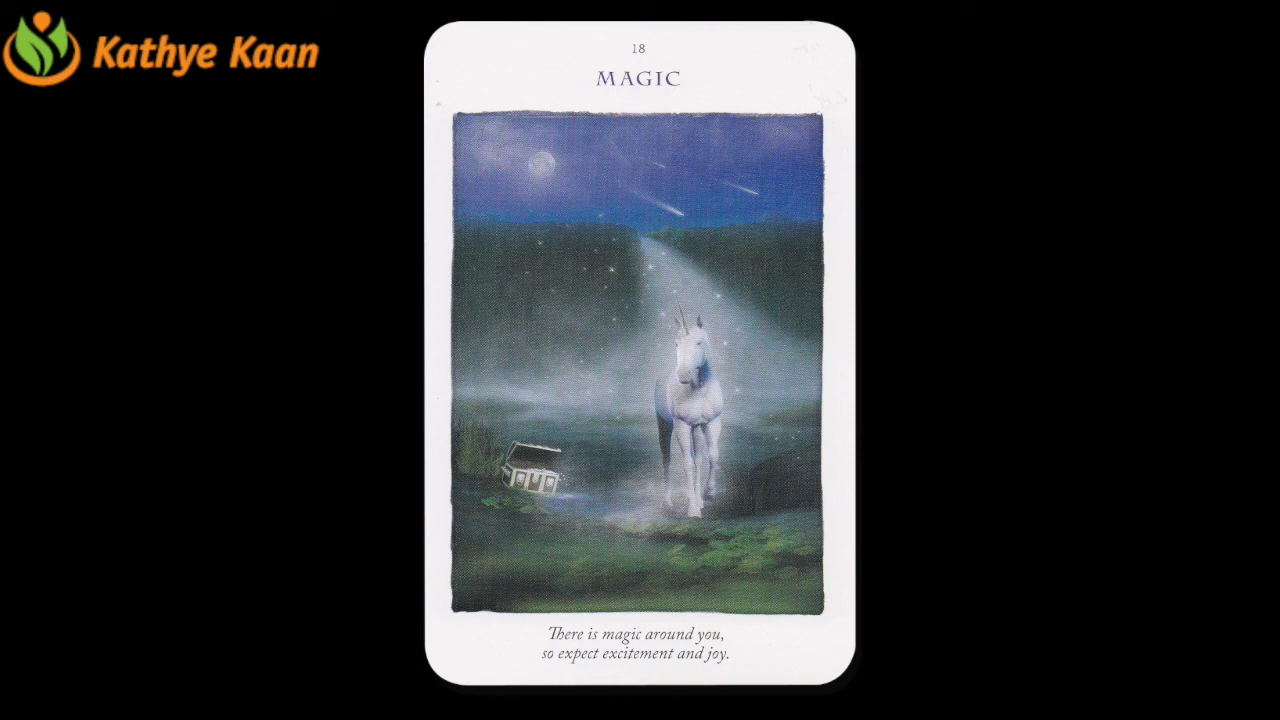 Kathye Kaan
18
MAGIC
There is magic around you,
so expect excitement and joy.